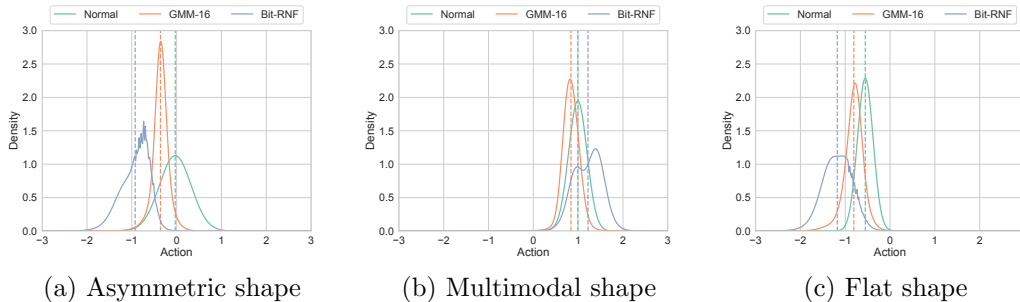 Normal GMM-16 Bit-RNF
3.0
2.5
2.0
1.5
1.0
0.5
0.0
Density
−3 −2 −1 0 1 2 3
Action
(a) Asymmetric shape
Normal GMM-16 Bit-RNF
3.0
2.5
2.0
1.5
1.0
0.5
0.0
Density
−3 −2 −1 0 1 2 3
Action
(b) Multimodal shape
Normal GMM-16 Bit-RNF
3.0
2.5
2.0
1.5
1.0
0.5
0.0
Density
−3 −2 −1 0 1 2 3
Action
(c) Flat shape